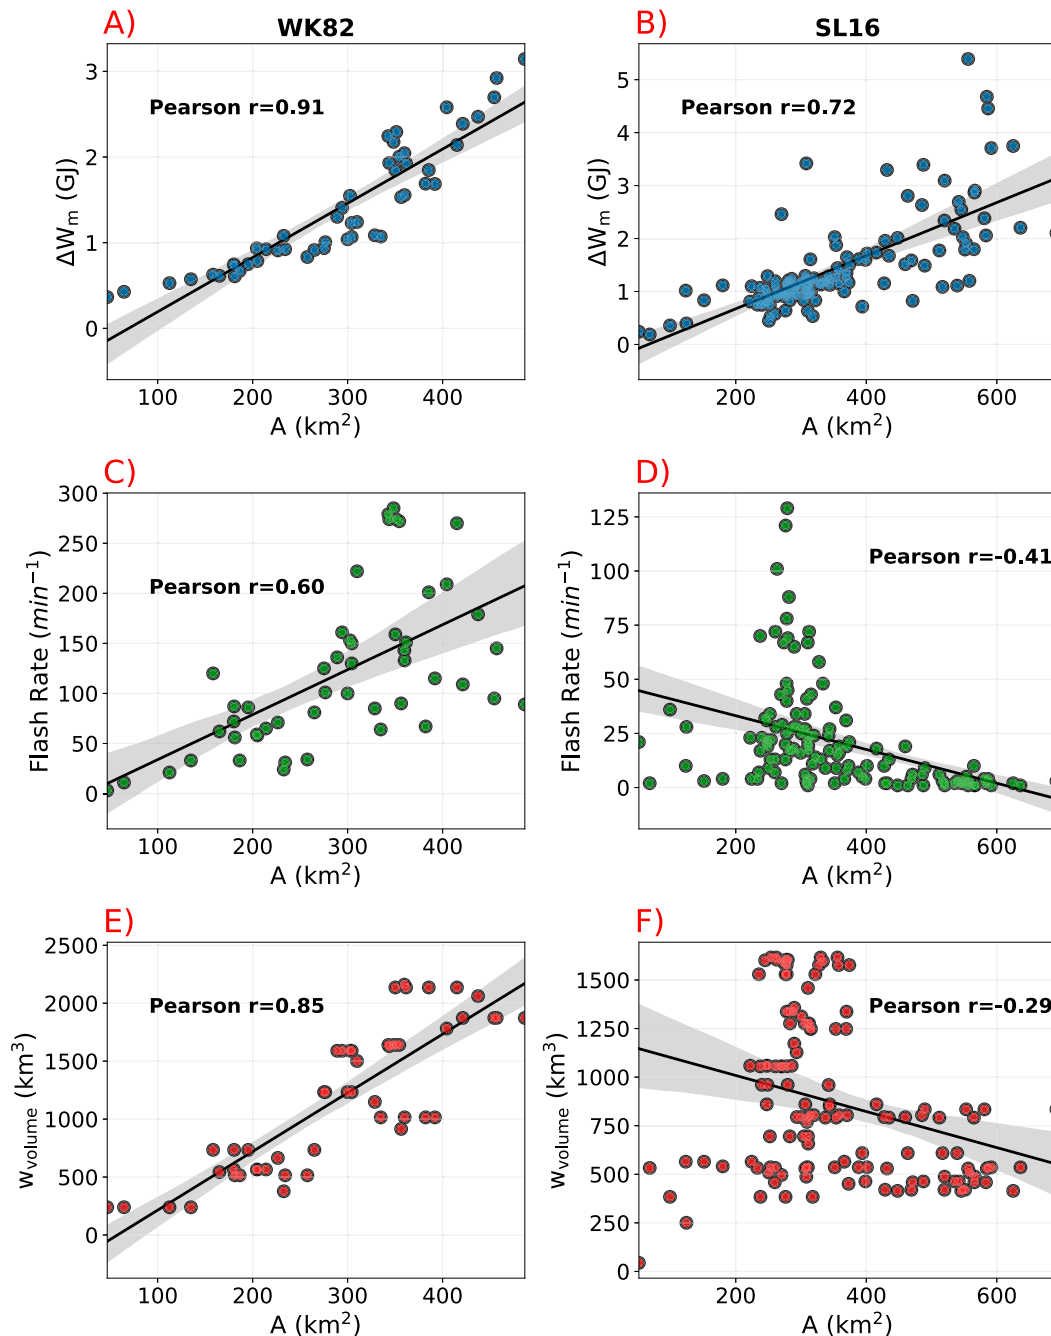 A)
WK82
B)
SL16
Pearson r=0.91
Pearson r=0.72
ΔWₘ (GJ)
3
2
1
0
100
200
300
400
A (km²)
ΔWₘ (GJ)
5
4
3
2
1
0
200
400
600
A (km²)
C)
Pearson r=0.60
Flash Rate (min⁻¹)
300
250
200
150
100
50
0
100
200
300
400
A (km²)
D)
Pearson r=-0.41
Flash Rate (min⁻¹)
125
100
75
50
25
0
200
400
600
A (km²)
E)
Pearson r=0.85
w_volume (km³)
2500
2000
1500
1000
500
0
100
200
300
400
A (km²)
F)
Pearson r=-0.29
w_volume (km³)
1500
1250
1000
750
500
250
0
200
400
600
A (km²)